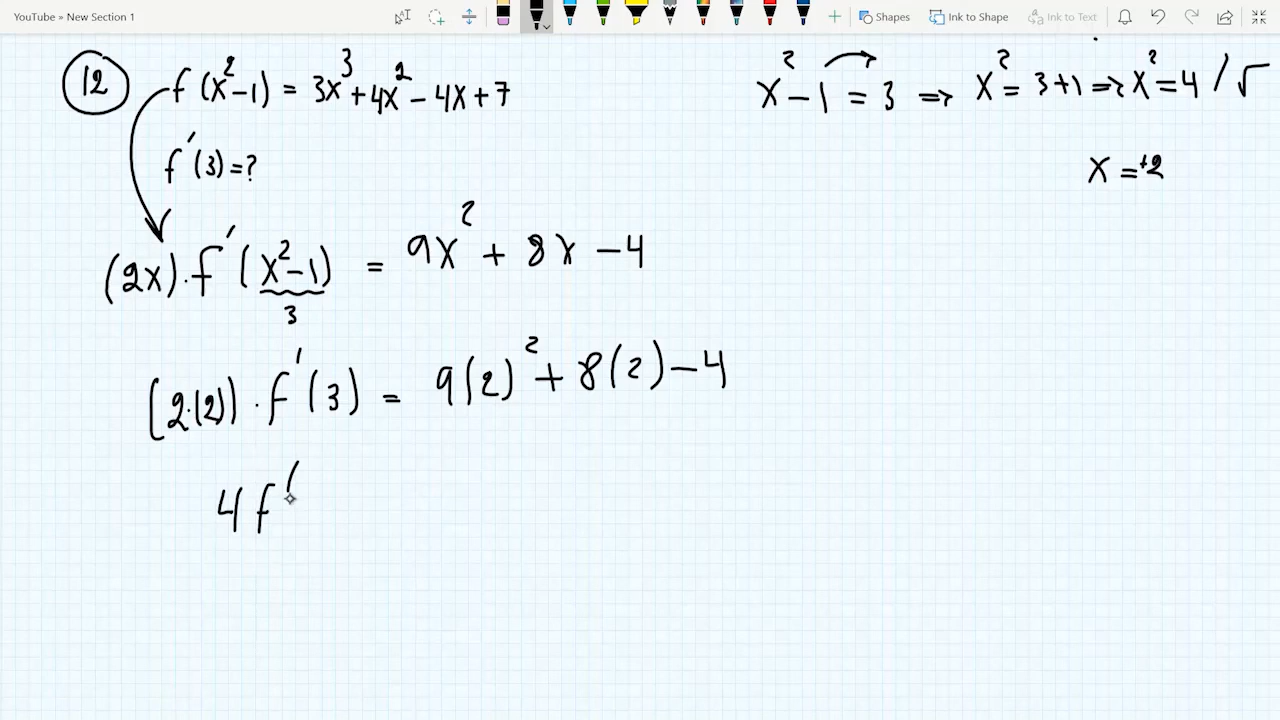 YouTube » New Section 1
Shapes
Ink to Shape
Ink to Text
12 f(x²-1) = 3x³+4x²-4x+7
x²-1=3 => x²=3+1=>x²=4 /√
f'(3)=?
x=+2
(2x)·f'(x²-1) = 9x²+8x-4
3
(2·(2))·f'(3) = 9(2)²+8(2)-4
4f'